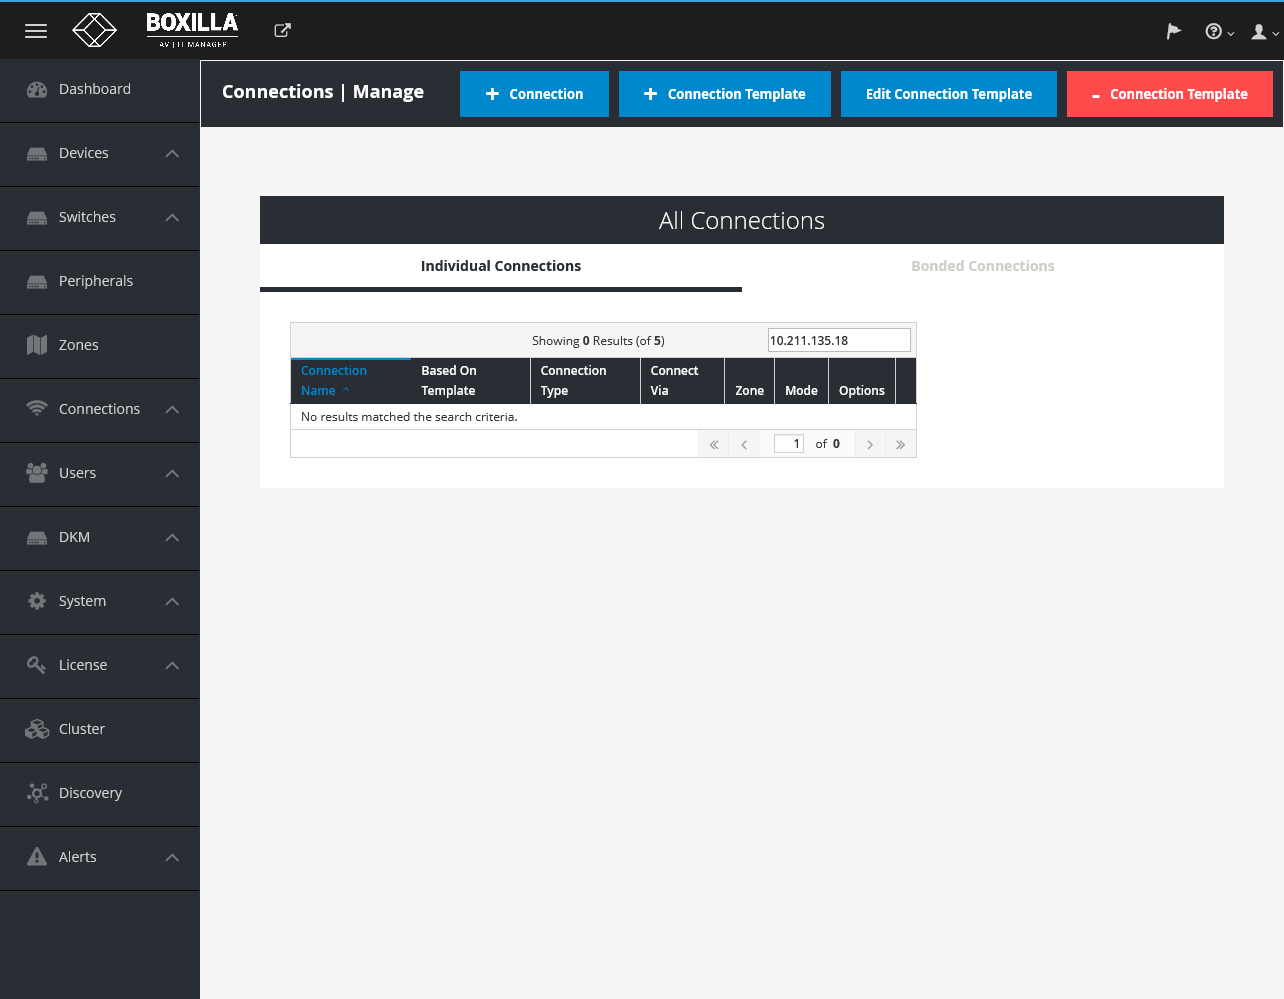 BOXILLA
AV | IT MANAGER
Dashboard
Devices
Switches
Peripherals
Zones
Connections
Users
DKM
System
License
Cluster
Discovery
Alerts
Connections | Manage
+ Connection
+ Connection Template
Edit Connection Template
- Connection Template
All Connections
Individual Connections
Bonded Connections
Showing 0 Results (of 5)
10.211.135.18
Connection Name
Based On Template
Connection Type
Connect Via
Zone
Mode
Options
No results matched the search criteria.
« ‹ 1 of 0 › »